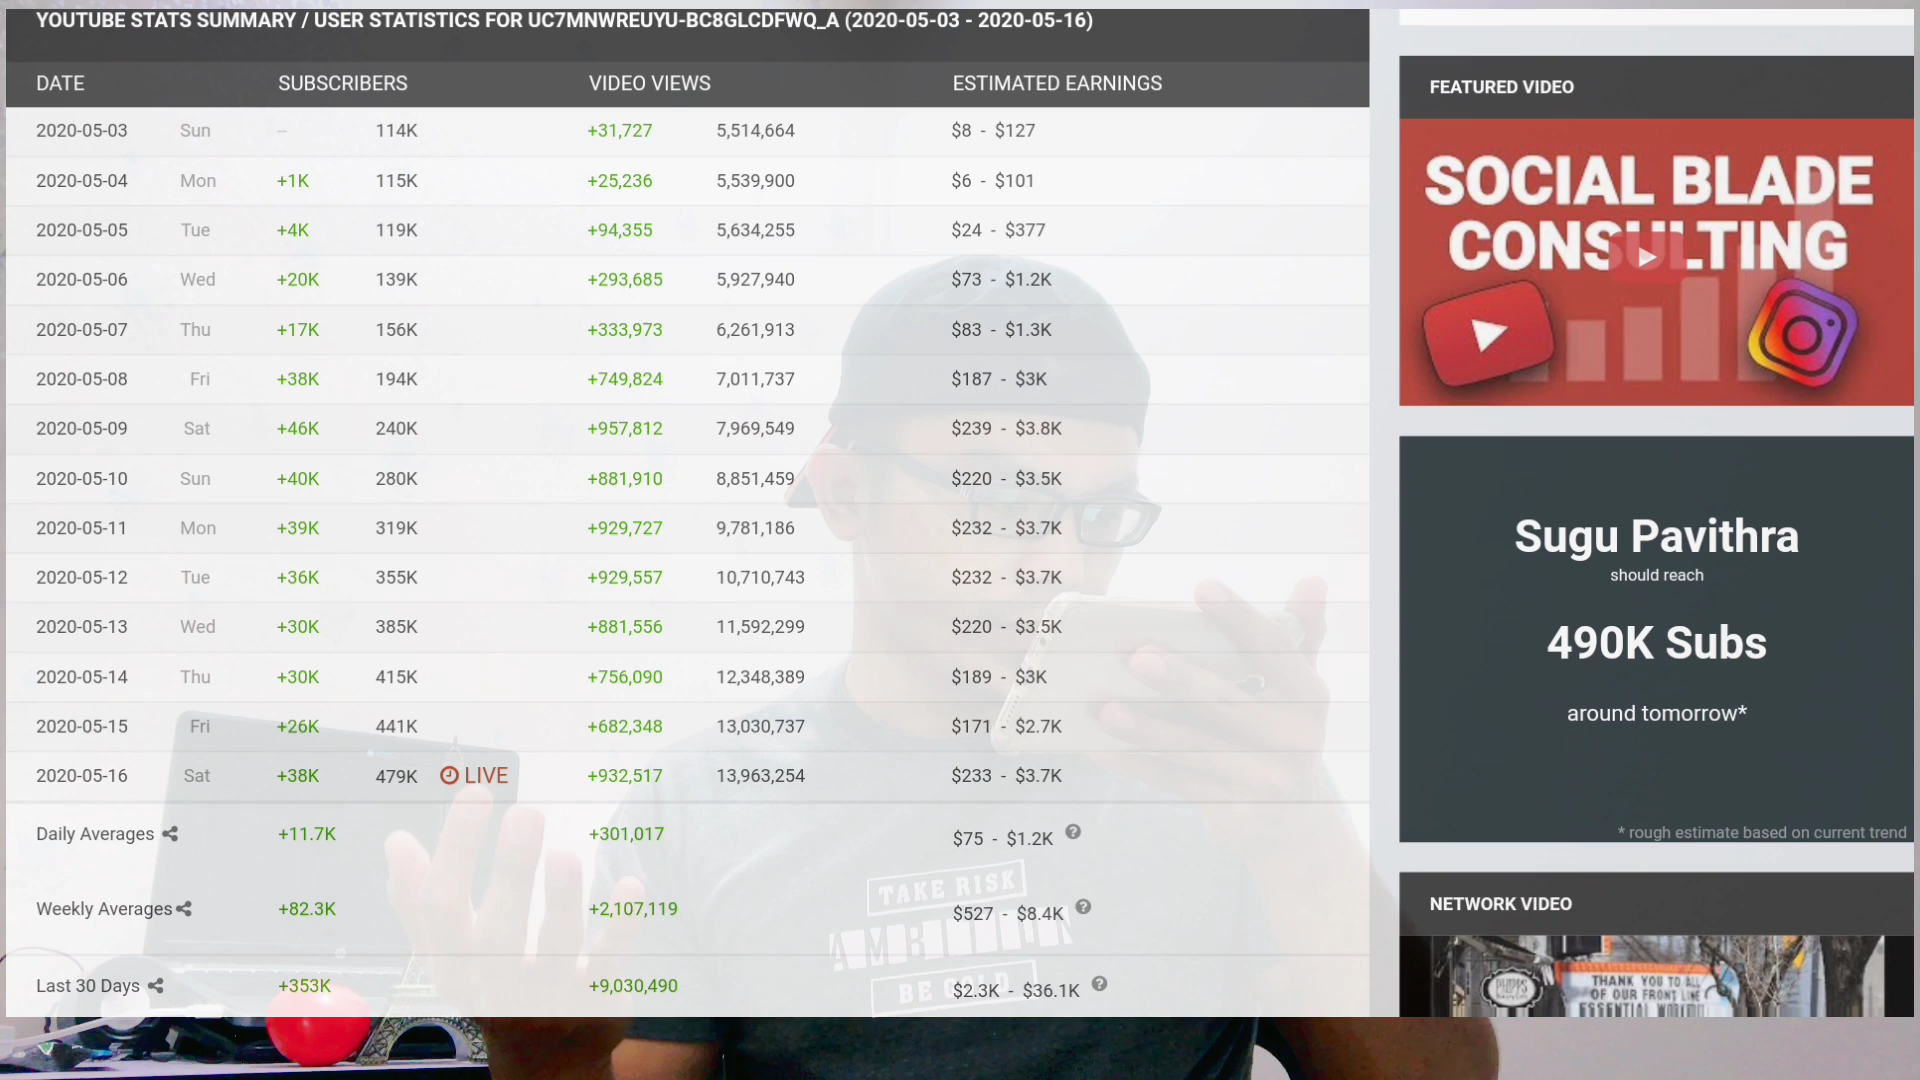 YOUTUBE STATS SUMMARY / USER STATISTICS FOR UC7MNWREUYU-BC8GLCDFWQ_A (2020-05-03 - 2020-05-16)
DATE SUBSCRIBERS VIDEO VIEWS ESTIMATED EARNINGS
2020-05-03 Sun -- 114K +31,727 5,514,664 $8 - $127
2020-05-04 Mon +1K 115K +25,236 5,539,900 $6 - $101
2020-05-05 Tue +4K 119K +94,355 5,634,255 $24 - $377
2020-05-06 Wed +20K 139K +293,685 5,927,940 $73 - $1.2K
2020-05-07 Thu +17K 156K +333,973 6,261,913 $83 - $1.3K
2020-05-08 Fri +38K 194K +749,824 7,011,737 $187 - $3K
2020-05-09 Sat +46K 240K +957,812 7,969,549 $239 - $3.8K
2020-05-10 Sun +40K 280K +881,910 8,851,459 $220 - $3.5K
2020-05-11 Mon +39K 319K +929,727 9,781,186 $232 - $3.7K
2020-05-12 Tue +36K 355K +929,557 10,710,743 $232 - $3.7K
2020-05-13 Wed +30K 385K +881,556 11,592,299 $220 - $3.5K
2020-05-14 Thu +30K 415K +756,090 12,348,389 $189 - $3K
2020-05-15 Fri +26K 441K +682,348 13,030,737 $171 - $2.7K
2020-05-16 Sat +38K 479K LIVE +932,517 13,963,254 $233 - $3.7K
Daily Averages +11.7K +301,017 $75 - $1.2K
Weekly Averages +82.3K +2,107,119 $527 - $8.4K
Last 30 Days +353K +9,030,490 $2.3K - $36.1K
TAKE RISK
AMBITION
BE BOLD
FEATURED VIDEO
SOCIAL BLADE
CONSULTING
Sugu Pavithra
should reach
490K Subs
around tomorrow*
* rough estimate based on current trend
NETWORK VIDEO
PHIPPS
THANK YOU TO ALL
OF OUR FRONT LINE
ESSENTIAL